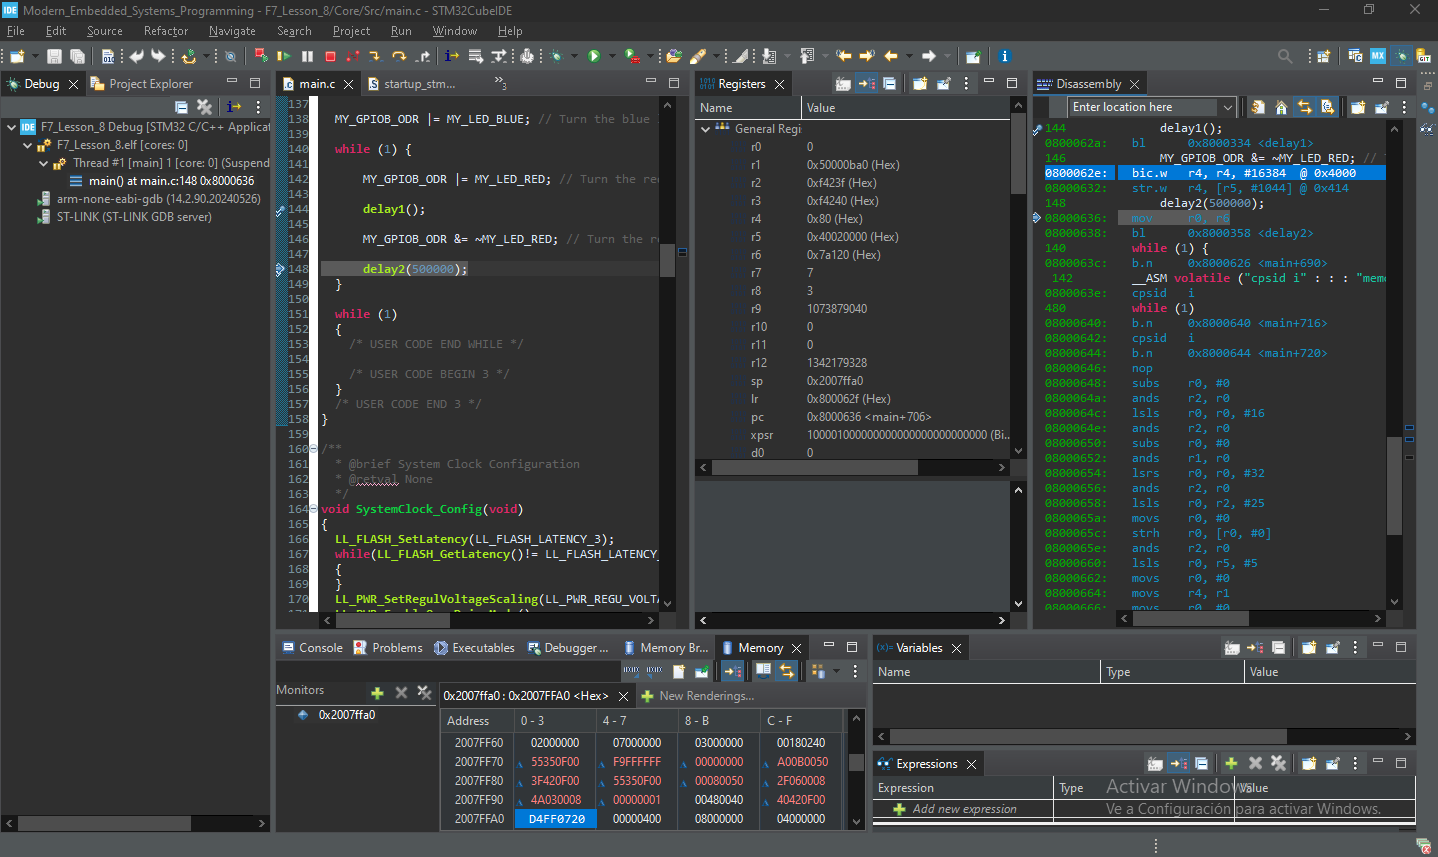 Modern_Embedded_Systems_Programming - F7_Lesson_8/Core/Src/main.c - STM32CubeIDE
File Edit Source Refactor Navigate Search Project Run Window Help
Debug
Project Explorer
F7_Lesson_8 Debug [STM32 C/C++ Applicat
F7_Lesson_8.elf [cores: 0]
Thread #1 [main] 1 [core: 0] (Suspend
main() at main.c:148 0x8000636
arm-none-eabi-gdb (14.2.90.20240526)
ST-LINK (ST-LINK GDB server)
main.c
startup_stm...
»3
137
138 MY_GPIOB_ODR |= MY_LED_BLUE; // Turn the blue
139
140 while (1) {
141
142 MY_GPIOB_ODR |= MY_LED_RED; // Turn the re
143
144 delay1();
145
146 MY_GPIOB_ODR &= ~MY_LED_RED; // Turn the r
147
148 delay2(500000);
149 }
150
151 while (1)
152 {
153 /* USER CODE END WHILE */
154
155 /* USER CODE BEGIN 3 */
156 }
157 /* USER CODE END 3 */
158 }
159
160 /**
161 * @brief System Clock Configuration
162 * @retval None
163 */
164 void SystemClock_Config(void)
165 {
166 LL_FLASH_SetLatency(LL_FLASH_LATENCY_3);
167 while(LL_FLASH_GetLatency()!= LL_FLASH_LATENCY_
168 {
169 }
170 LL_PWR_SetRegulVoltageScaling(LL_PWR_REGU_VOLTA
Registers
Name Value
General Regi
r0 0
r1 0x50000ba0 (Hex)
r2 0xf423f (Hex)
r3 0xf4240 (Hex)
r4 0x80 (Hex)
r5 0x40020000 (Hex)
r6 0x7a120 (Hex)
r7 7
r8 3
r9 1073879040
r10 0
r11 0
r12 1342179328
sp 0x2007ffa0
lr 0x800062f (Hex)
pc 0x8000636 <main+706>
xpsr 1000010000000000000000000000000 (Bi...
d0 0
Disassembly
Enter location here
144 delay1();
0800062a: bl 0x8000334 <delay1>
146 MY_GPIOB_ODR &= ~MY_LED_RED; //
0800062e: bic.w r4, r4, #16384 @ 0x4000
08000632: str.w r4, [r5, #1044] @ 0x414
148 delay2(500000);
08000636: mov r0, r6
08000638: bl 0x8000358 <delay2>
140 while (1) {
0800063c: b.n 0x8000626 <main+690>
142 __ASM volatile ("cpsid i" : : : "mem
0800063e: cpsid i
480 while (1)
08000640: b.n 0x8000640 <main+716>
08000642: cpsid i
08000644: b.n 0x8000644 <main+720>
08000646: nop
08000648: subs r0, #0
0800064a: ands r2, r0
0800064c: lsls r0, r0, #16
0800064e: ands r2, r0
08000650: subs r0, #0
08000652: ands r1, r0
08000654: lsrs r0, r0, #32
08000656: ands r2, r0
08000658: lsls r0, r2, #25
0800065a: movs r0, #0
0800065c: strh r0, [r0, #0]
0800065e: ands r2, r0
08000660: lsls r0, r5, #5
08000662: movs r0, #0
08000664: movs r4, r1
08000666: movs r0, #0
Console Problems Executables Debugger ... Memory Br... Memory
Monitors
0x2007ffa0
0x2007ffa0 : 0x2007FFA0 <Hex>
New Renderings...
Address 0 - 3 4 - 7 8 - B C - F
2007FF60 02000000 07000000 03000000 00180240
2007FF70 55350F00 F9FFFFFF 00000000 A00B0050
2007FF80 3F420F00 55350F00 00080050 2F060008
2007FF90 4A030008 00000001 00480040 40420F00
2007FFA0 D4FF0720 00000400 08000000 04000000
(x)= Variables
Name Type Value
Expressions
Expression Type Value
Add new expression
Activar Windows
Ve a Configuración para activar Windows.